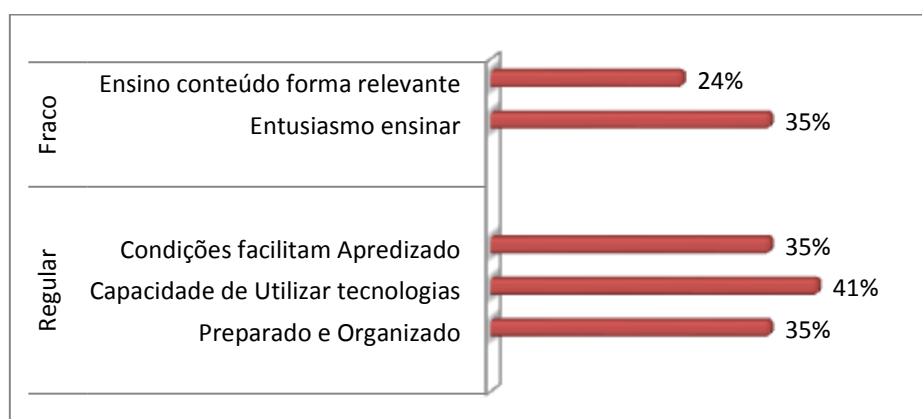 Fraco
Ensino conteúdo forma relevante 24%
Entusiasmo ensinar 35%
Regular
Condições facilitam Apredizado 35%
Capacidade de Utilizar tecnologias 41%
Preparado e Organizado 35%